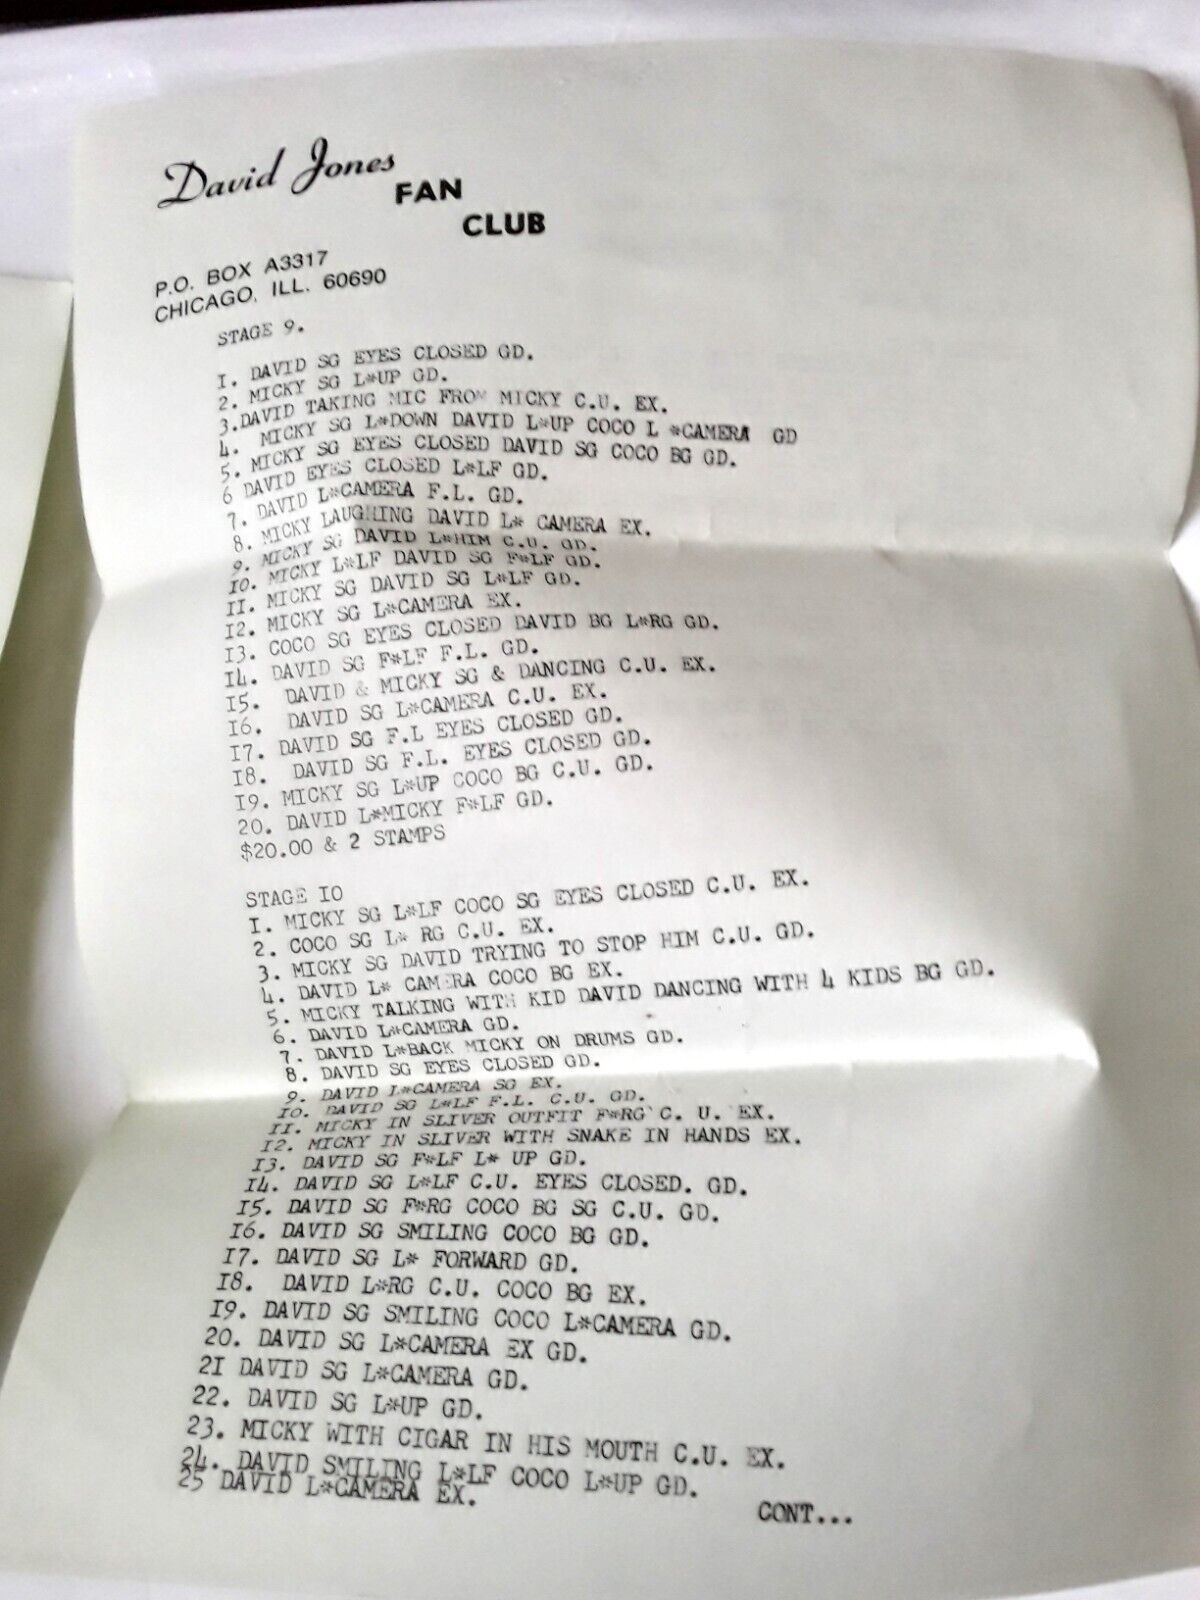 David Jones
FAN
CLUB
P.O. BOX A3317
CHICAGO, ILL. 60690
STAGE 9.
I. DAVID SG EYES CLOSED GD.
2. MICKY SG L*UP GD.
3.DAVID TAKING MIC FROM MICKY C.U. EX.
4. MICKY SG L*DOWN DAVID L*UP COCO L *CAMERA GD
5. MICKY SG EYES CLOSED DAVID SG COCO BG GD.
6 DAVID EYES CLOSED L*LF GD.
7. DAVID L*CAMERA F.L. GD.
8. MICKY LAUGHING DAVID L* CAMERA EX.
9. MICKY SG DAVID L*HIM C.U. GD.
IO. MICKY L*LF DAVID SG F*LF GD.
II. MICKY SG DAVID SG L*LF GD.
I2. MICKY SG L*CAMERA EX.
I3. COCO SG EYES CLOSED DAVID BG L*RG GD.
I4. DAVID SG F*LF F.L. GD.
I5. DAVID & MICKY SG & DANCING C.U. EX.
I6. DAVID SG L*CAMERA C.U. EX.
I7. DAVID SG F.L EYES CLOSED GD.
I8. DAVID SG F.L. EYES CLOSED GD.
I9. MICKY SG L*UP COCO BG C.U. GD.
20. DAVID L*MICKY F*LF GD.
$20.00 & 2 STAMPS
STAGE IO
I. MICKY SG L*LF COCO SG EYES CLOSED C.U. EX.
2. COCO SG L* RG C.U. EX.
3. MICKY SG DAVID TRYING TO STOP HIM C.U. GD.
4. DAVID L* CAMERA COCO BG EX.
5. MICKY TALKING WITH KID DAVID DANCING WITH 4 KIDS BG GD.
6. DAVID L*CAMERA GD.
7. DAVID L*BACK MICKY ON DRUMS GD.
8. DAVID SG EYES CLOSED GD.
9. DAVID L*CAMERA SG EX.
IO. DAVID SG L*LF F.L. C.U. GD.
II. MICKY IN SLIVER OUTFIT F*RG C. U. EX.
I2. MICKY IN SLIVER WITH SNAKE IN HANDS EX.
I3. DAVID SG F*LF L* UP GD.
I4. DAVID SG L*LF C.U. EYES CLOSED. GD.
I5. DAVID SG F*RG COCO BG SG C.U. GD.
I6. DAVID SG SMILING COCO BG GD.
I7. DAVID SG L* FORWARD GD.
I8. DAVID L*RG C.U. COCO BG EX.
I9. DAVID SG SMILING COCO L*CAMERA GD.
20. DAVID SG L*CAMERA EX GD.
2I DAVID SG L*CAMERA GD.
22. DAVID SG L*UP GD.
23. MICKY WITH CIGAR IN HIS MOUTH C.U. EX.
24. DAVID SMILING L*LF COCO L*UP GD.
25 DAVID L*CAMERA EX.
CONT...